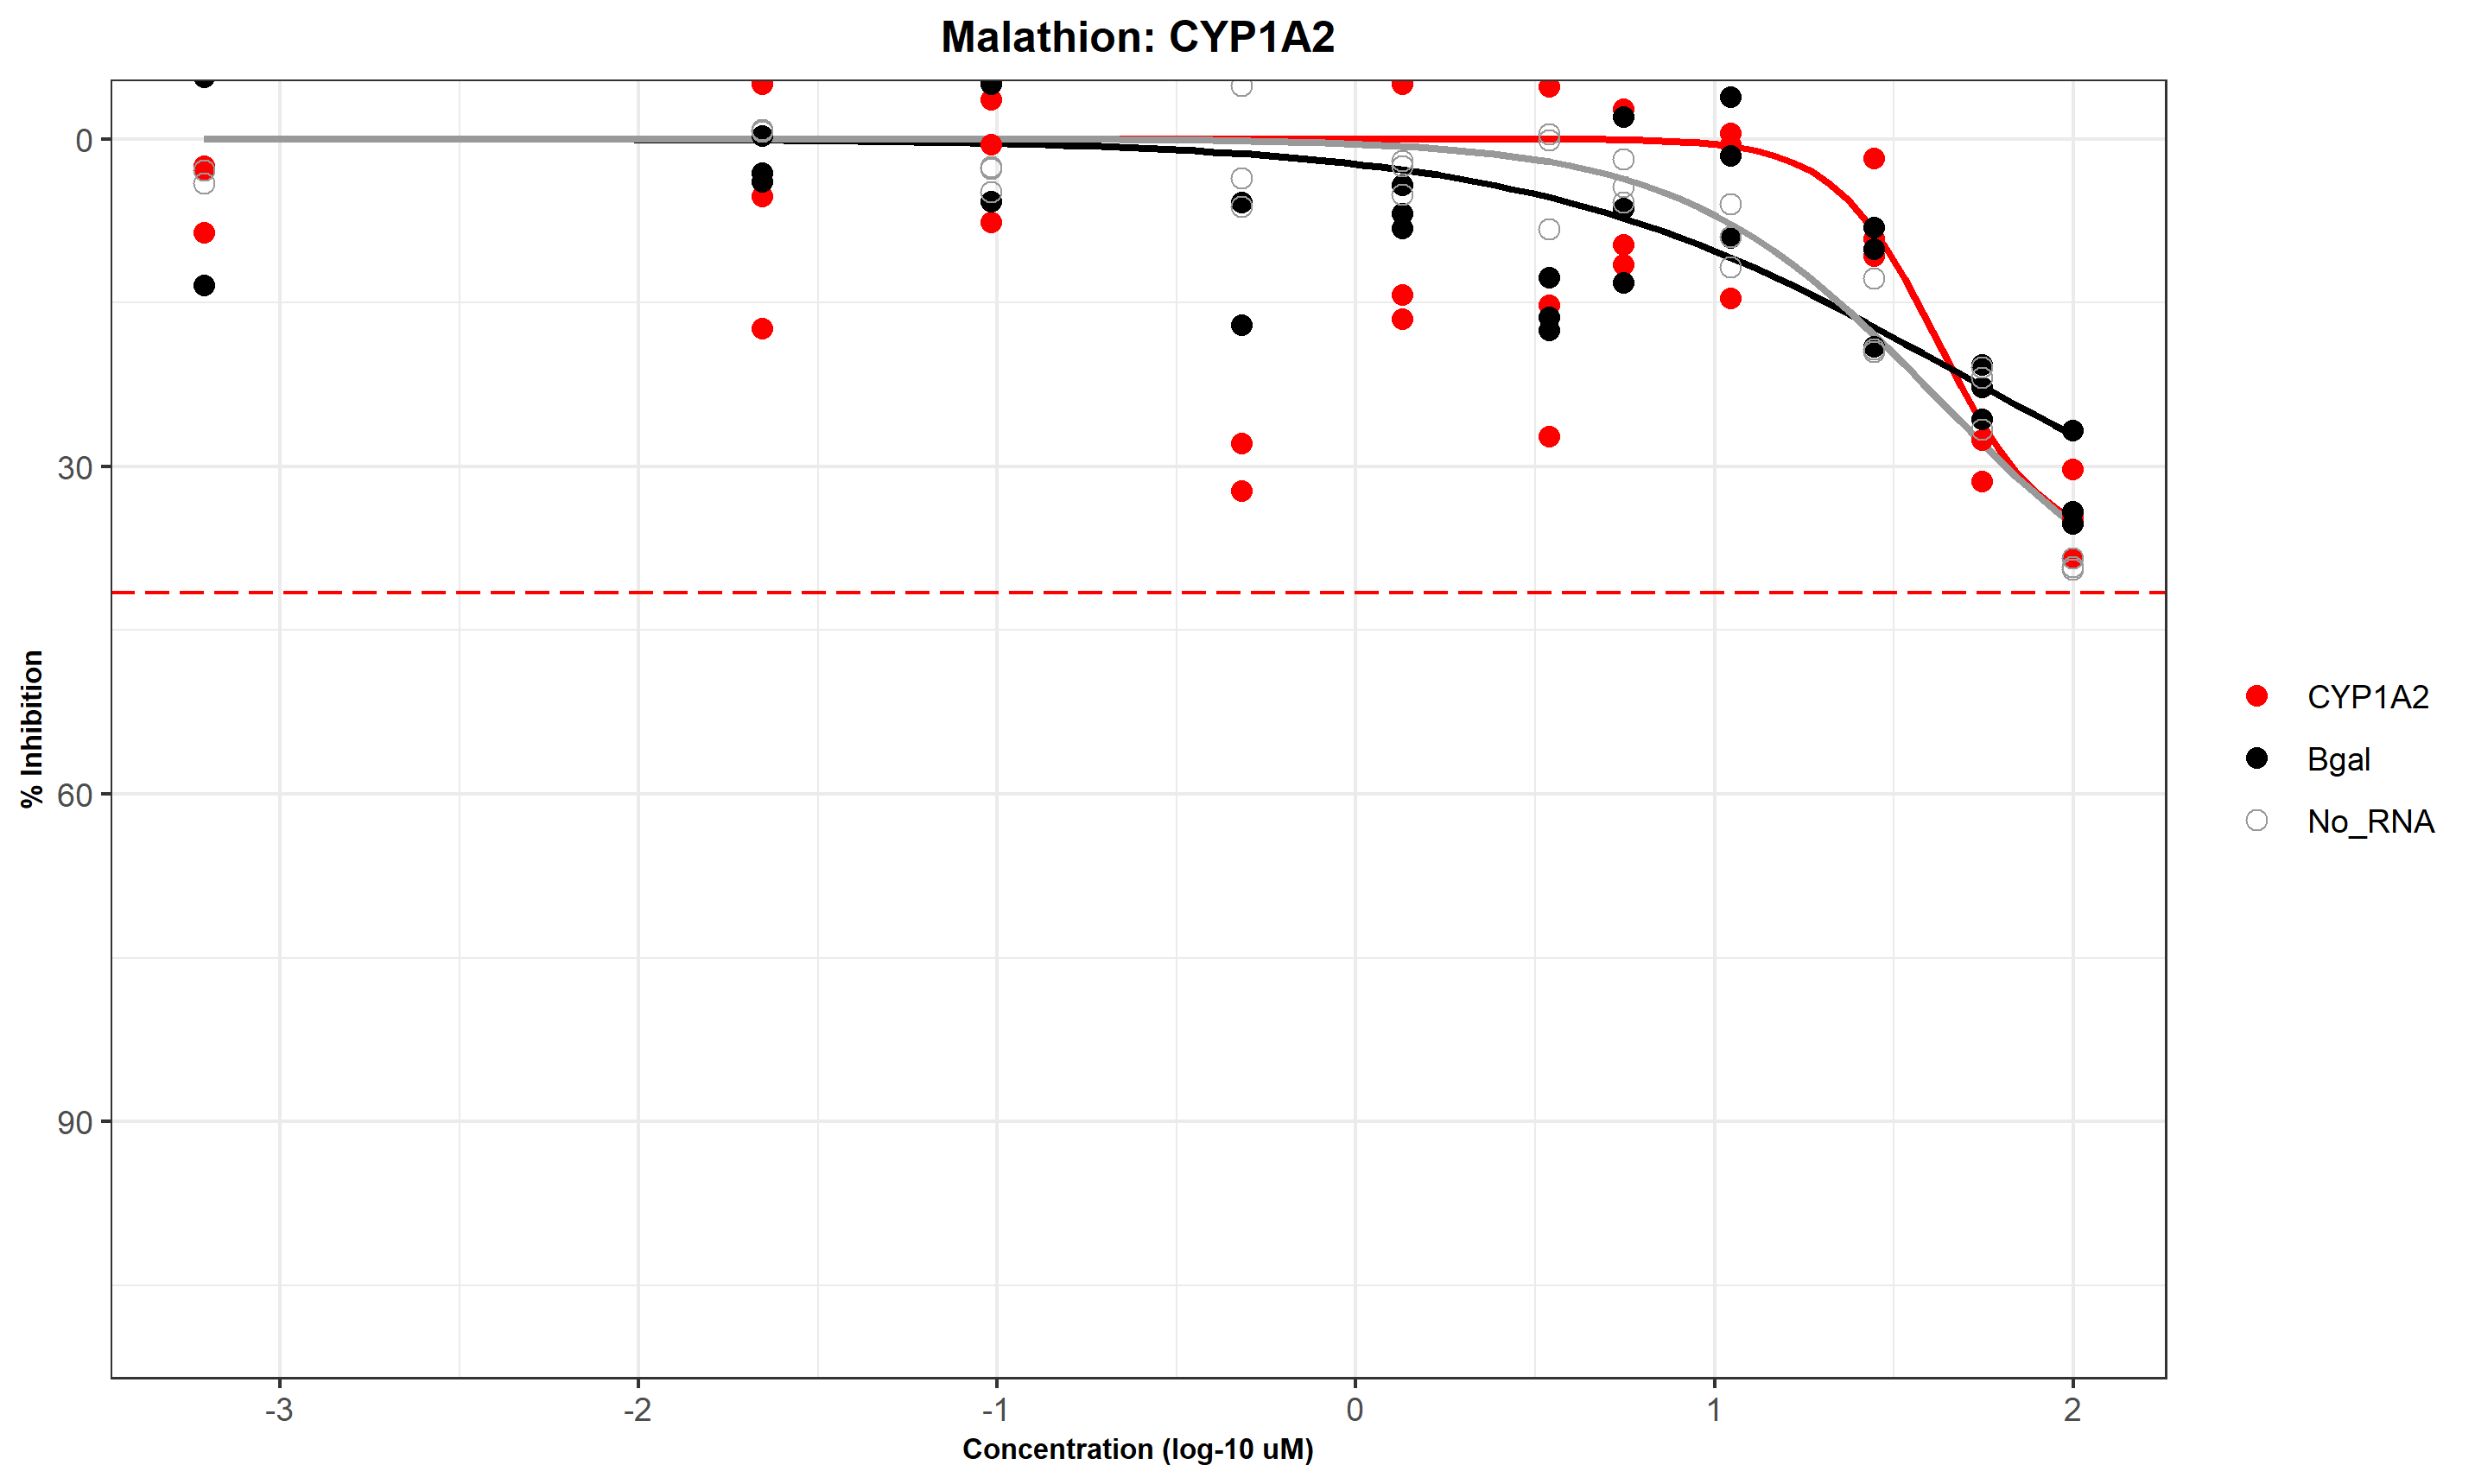 Malathion: CYP1A2
% Inhibition
0
30
60
90
-3
-2
-1
0
1
2
Concentration (log-10 uM)
CYP1A2
Bgal
No_RNA